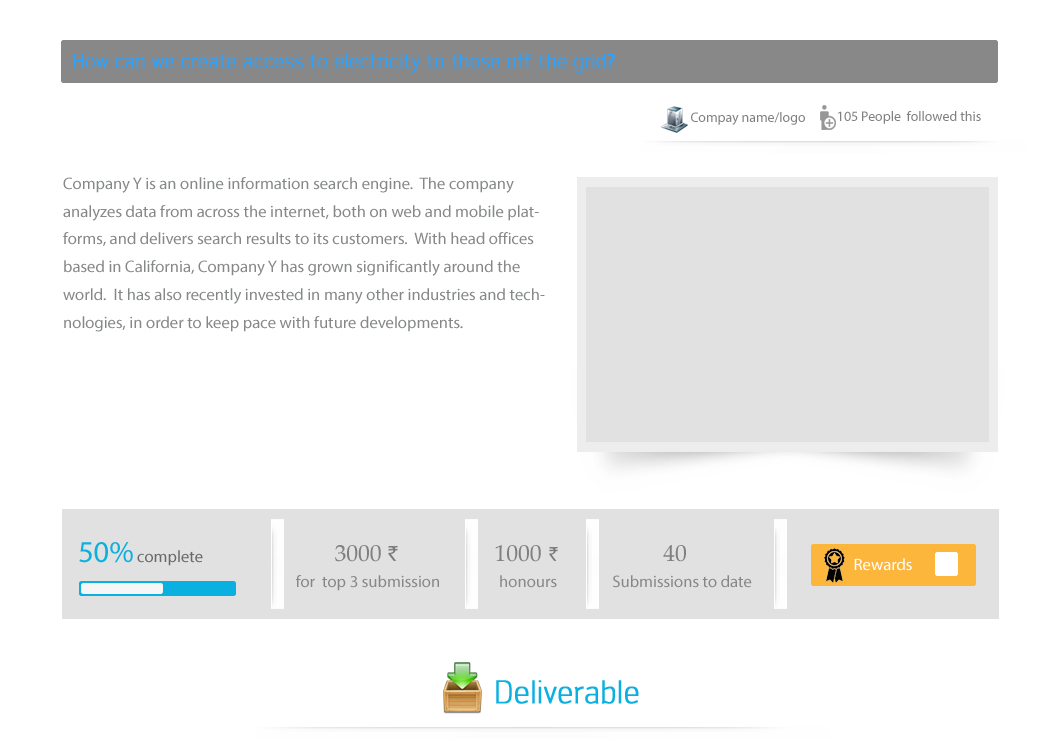 How can we create access to electricity to those off the grid?
Compay name/logo
105 People followed this
Company Y is an online information search engine. The company
analyzes data from across the internet, both on web and mobile plat-
forms, and delivers search results to its customers. With head offices
based in California, Company Y has grown significantly around the
world. It has also recently invested in many other industries and tech-
nologies, in order to keep pace with future developments.
50% complete
3000 ₹
for top 3 submission
1000 ₹
honours
40
Submissions to date
Rewards
Deliverable